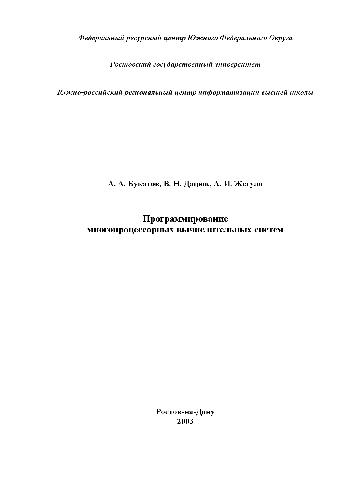 Федеральный ресурсный центр Южного Федерального Округа
Ростовский государственный университет
Южно-российский региональный центр информатизации высшей школы
А. А. Букатов, В. Н. Дацюк, А. И. Жегуло
Программирование
многопроцессорных вычислительных систем
Ростов-на-Дону
2003